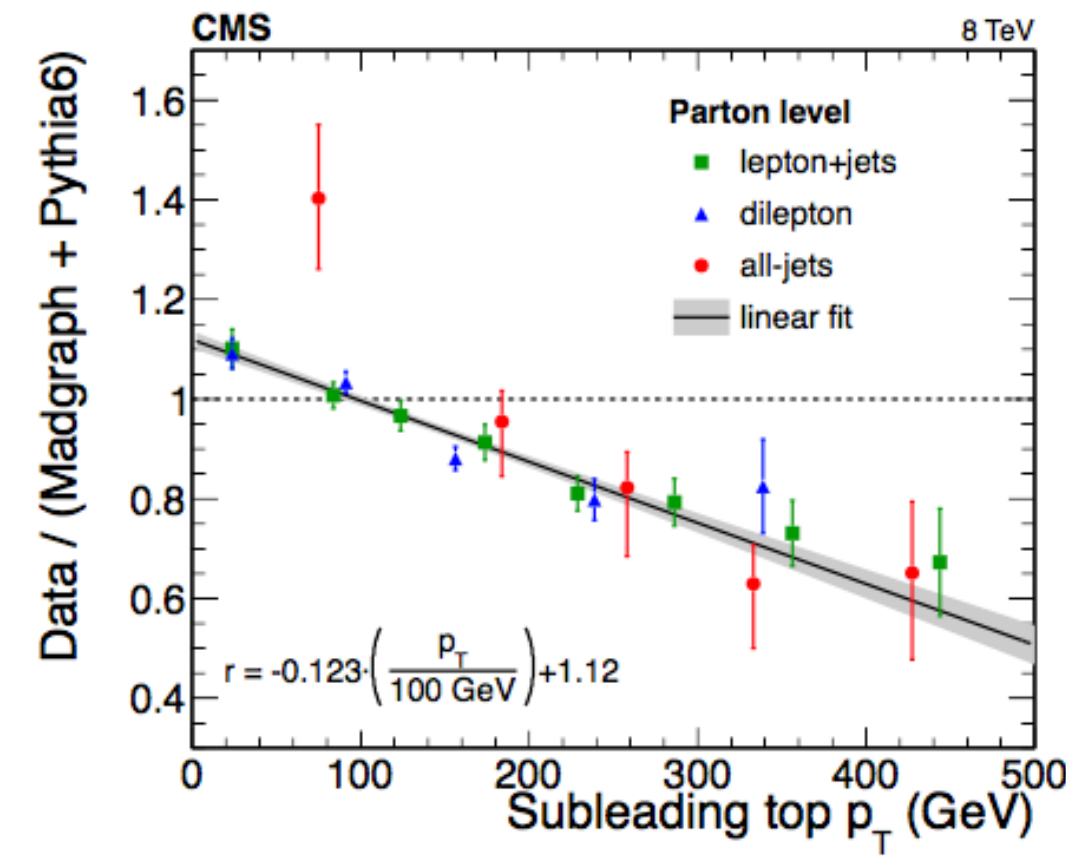 CMS
8 TeV
Data / (Madgraph + Pythia6)
1.6
1.4
1.2
1
0.8
0.6
0.4
Parton level
lepton+jets
dilepton
all-jets
linear fit
r = -0.123·(p_T / 100 GeV)+1.12
0 100 200 300 400 500
Subleading top p_T (GeV)